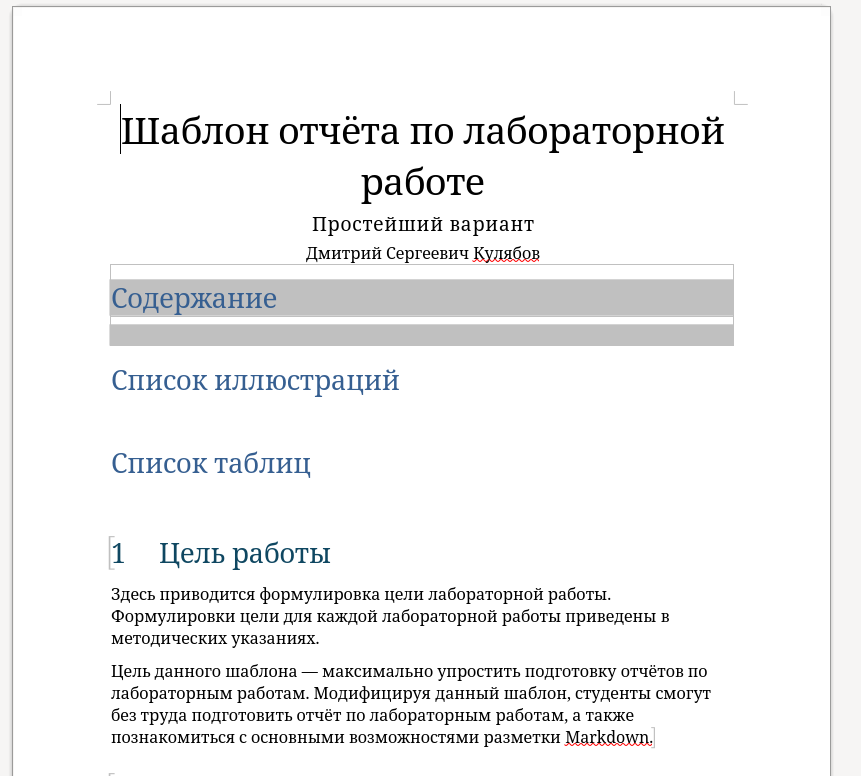 Шаблон отчёта по лабораторной
работе
Простейший вариант
Дмитрий Сергеевич Кулябов
Содержание
Список иллюстраций
Список таблиц
1 Цель работы
Здесь приводится формулировка цели лабораторной работы.
Формулировки цели для каждой лабораторной работы приведены в
методических указаниях.
Цель данного шаблона — максимально упростить подготовку отчётов по
лабораторным работам. Модифицируя данный шаблон, студенты смогут
без труда подготовить отчёт по лабораторным работам, а также
познакомиться с основными возможностями разметки Markdown.